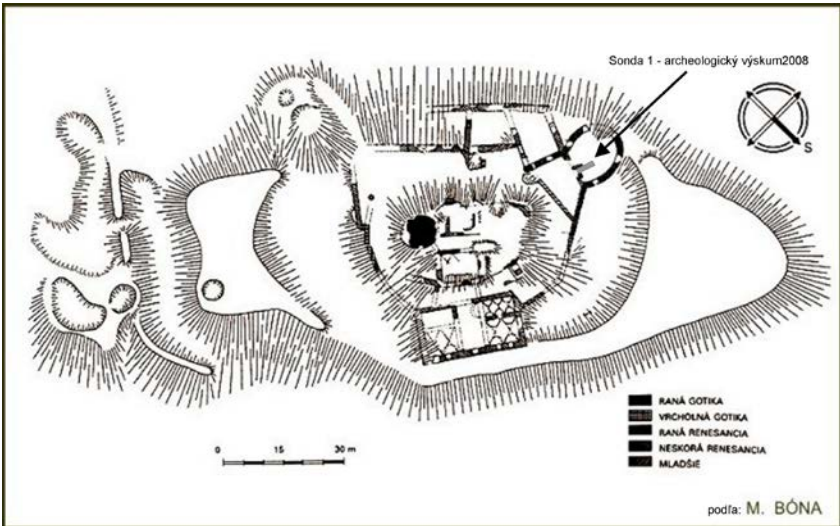 Sonda 1 - archeologický výskum2008
S
RANÁ GOTIKA
VRCHOLNÁ GOTIKA
RANÁ RENESANCIA
NESKORÁ RENESANCIA
MLADŠIE
0 15 30 m
podľa: M. BÓNA